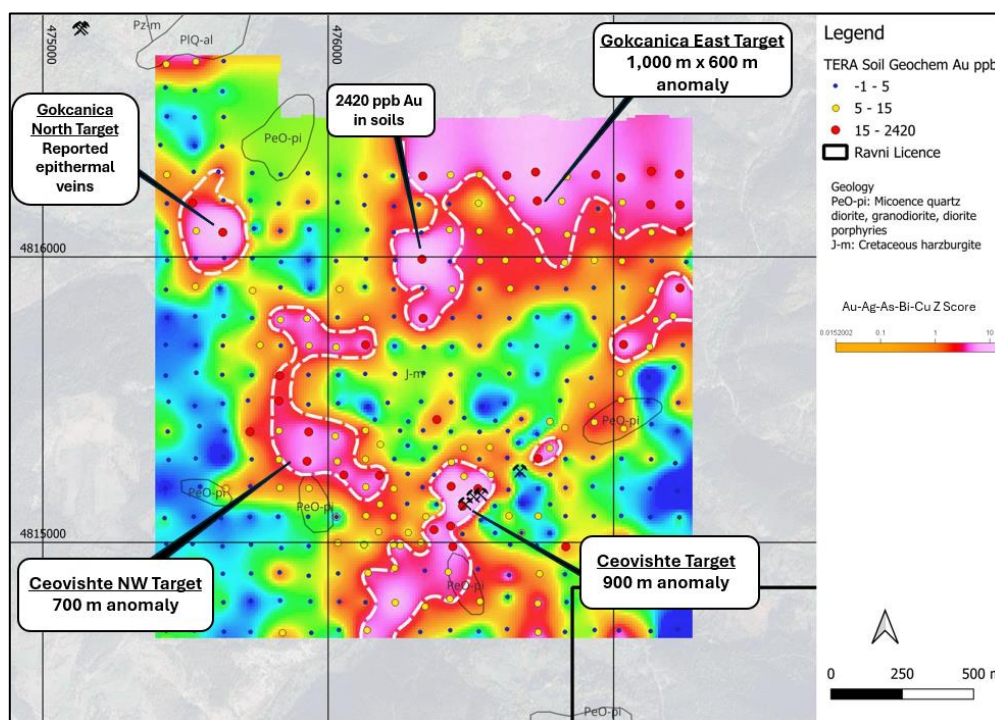 475000
476000
Pz-m
PlQ-al
Gokcanica
North Target
Reported
epithermal
veins
PeO-pi
2420 ppb Au
in soils
Gokcanica East Target
1,000 m x 600 m
anomaly
4816000
J-m
PeO-pi
PeO-pi
PeO-pi
4815000
PeO-pi
Ceovishte NW Target
700 m anomaly
Ceovishte Target
900 m anomaly
PeO-pi
Legend
TERA Soil Geochem Au ppb
-1 - 5
5 - 15
15 - 2420
Ravni Licence
Geology
PeO-pi: Micoence quartz
diorite, granodiorite, diorite
porphyries
J-m: Cretaceous harzburgite
Au-Ag-As-Bi-Cu Z Score
0.0152002 0.1 1 10
0 250 500 m